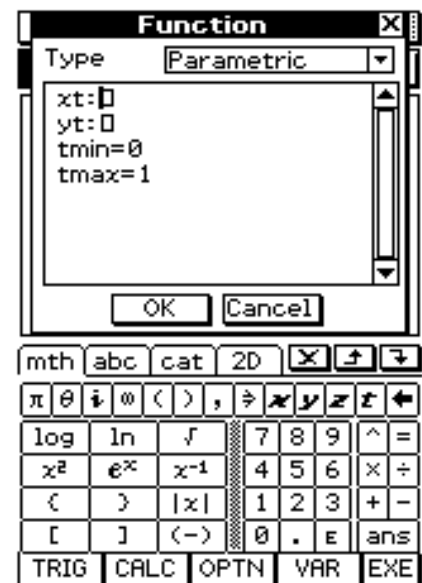 Function X
Type Parametric
xt:□
yt:□
tmin=0
tmax=1
OK Cancel
mth abc cat 2D
π θ i ∞ ( ) , ⇒ x y z t ←
log ln √ 7 8 9 ^ =
x² eˣ x⁻¹ 4 5 6 × ÷
{ } |x| 1 2 3 + −
[ ] (−) 0 . E ans
TRIG CALC OPTN VAR EXE